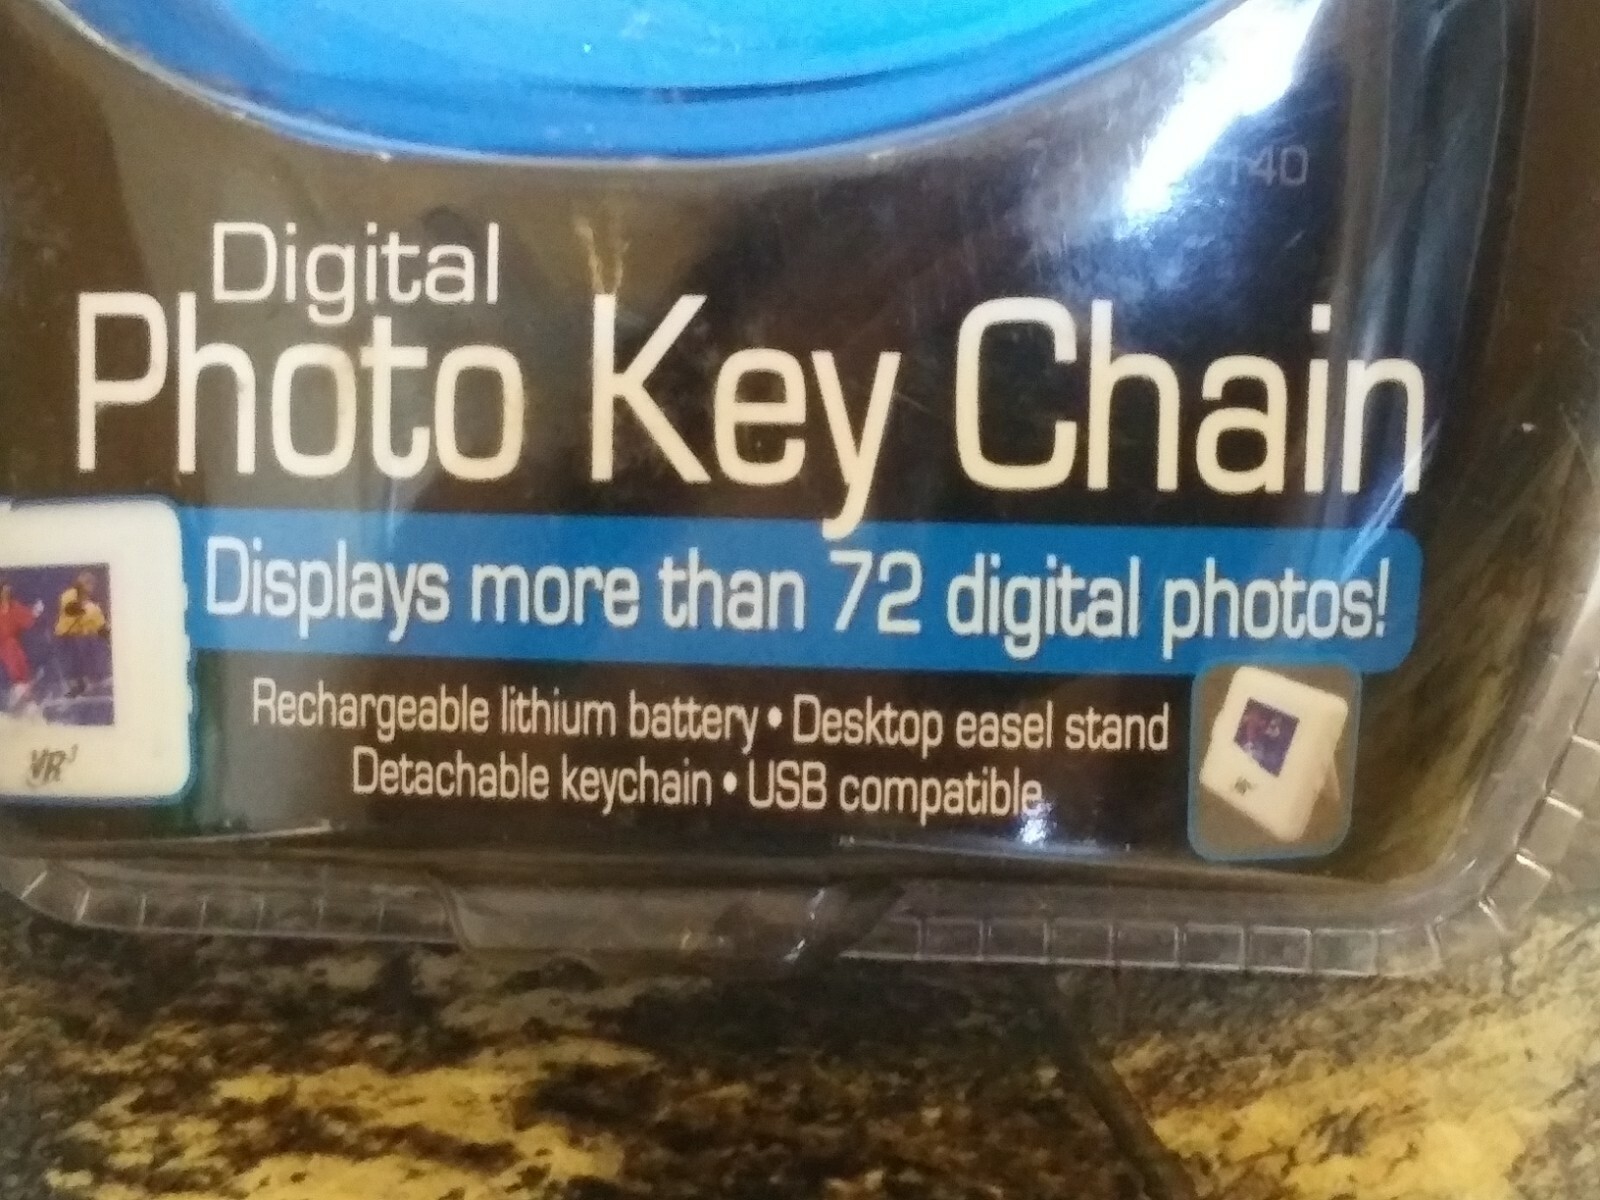 Digital
Photo Key Chain
Displays more than 72 digital photos!
Rechargeable lithium battery • Desktop easel stand
Detachable keychain • USB compatible
VR³